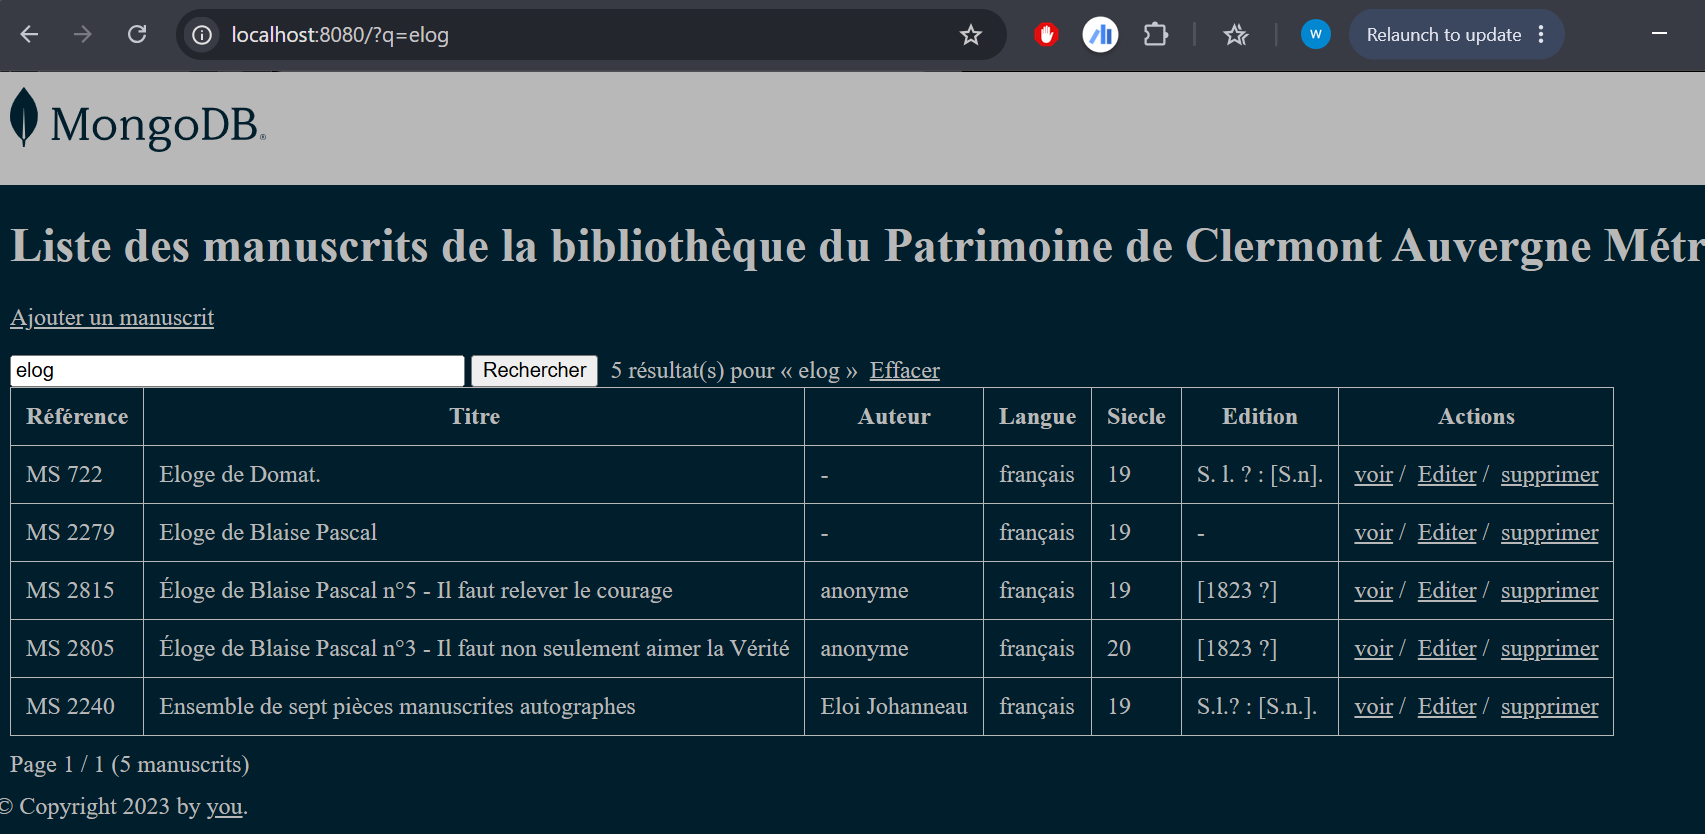 localhost:8080/?q=elog
W
Relaunch to update
MongoDB®
Liste des manuscrits de la bibliothèque du Patrimoine de Clermont Auvergne Métr
Ajouter un manuscrit
elog Rechercher 5 résultat(s) pour « elog » Effacer
Référence Titre Auteur Langue Siecle Edition Actions
MS 722 Eloge de Domat. - français 19 S. l. ? : [S.n]. voir / Editer / supprimer
MS 2279 Eloge de Blaise Pascal - français 19 - voir / Editer / supprimer
MS 2815 Éloge de Blaise Pascal n°5 - Il faut relever le courage anonyme français 19 [1823 ?] voir / Editer / supprimer
MS 2805 Éloge de Blaise Pascal n°3 - Il faut non seulement aimer la Vérité anonyme français 20 [1823 ?] voir / Editer / supprimer
MS 2240 Ensemble de sept pièces manuscrites autographes Eloi Johanneau français 19 S.l.? : [S.n.]. voir / Editer / supprimer
Page 1 / 1 (5 manuscrits)
© Copyright 2023 by you.